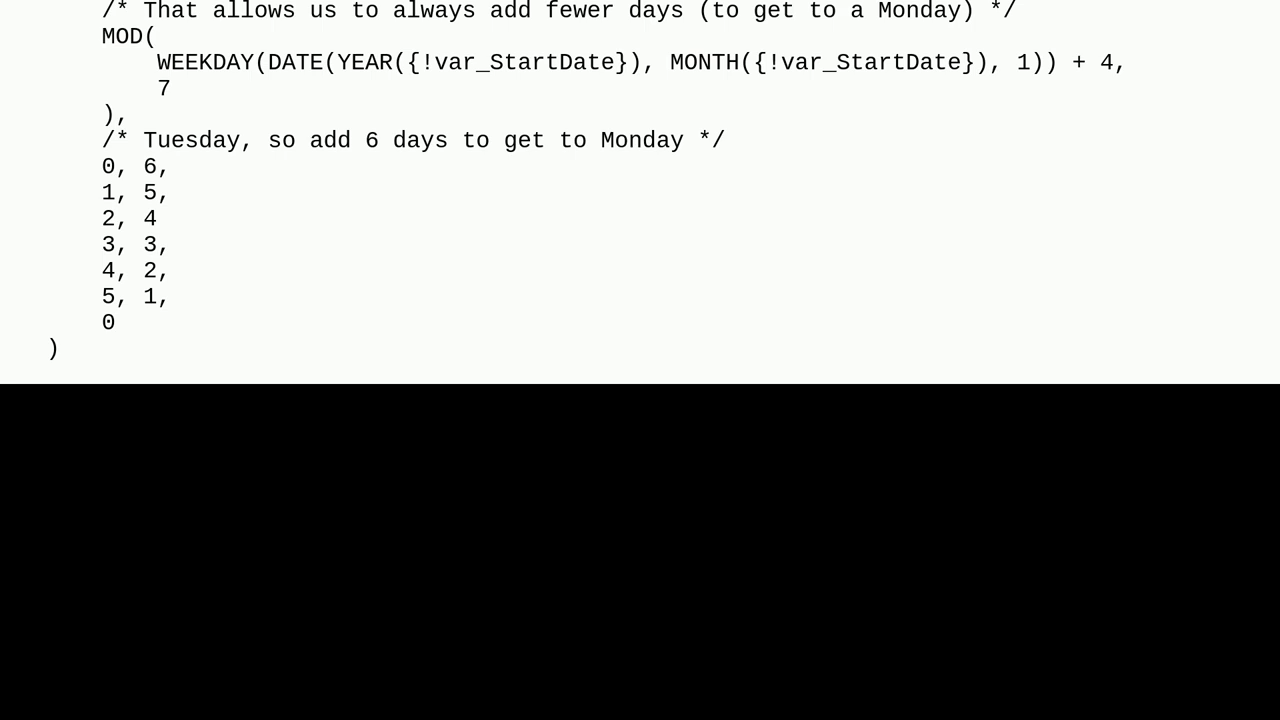 /* That allows us to always add fewer days (to get to a Monday) */
MOD(
WEEKDAY(DATE(YEAR({!var_StartDate}), MONTH({!var_StartDate}), 1)) + 4,
7
),
/* Tuesday, so add 6 days to get to Monday */
0, 6,
1, 5,
2, 4
3, 3,
4, 2,
5, 1,
0
)